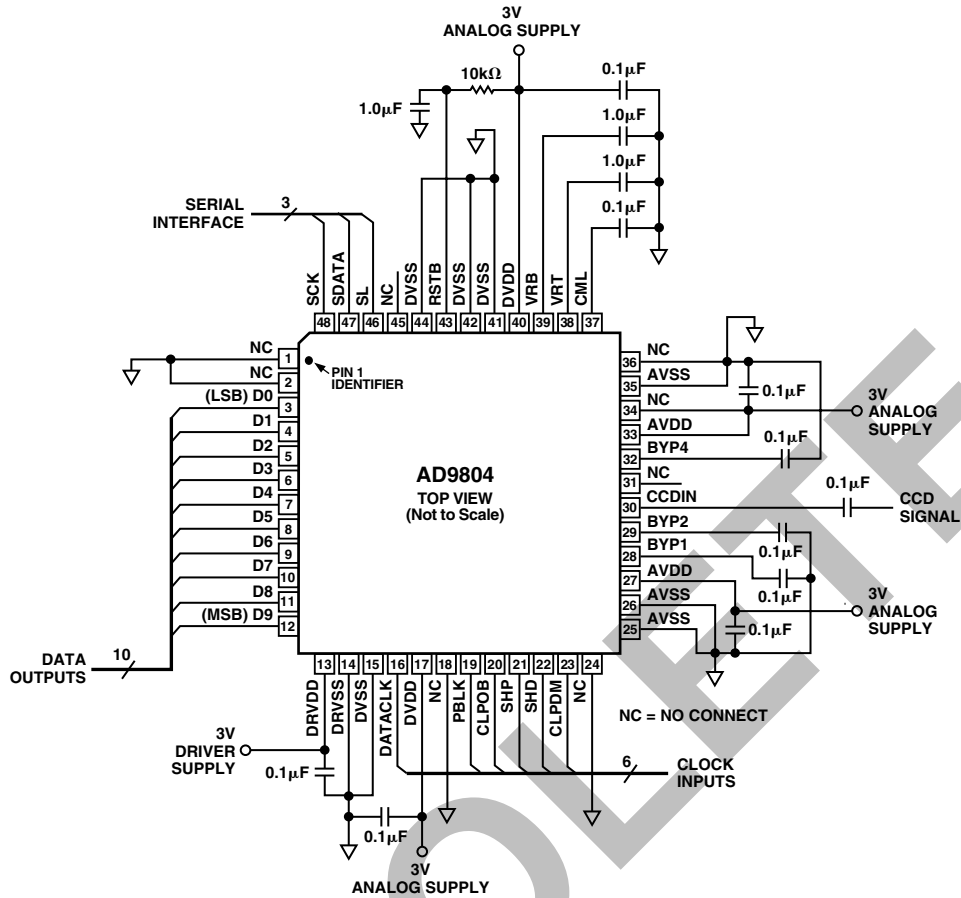 3V
ANALOG SUPPLY
10kΩ
0.1μF
1.0μF
1.0μF
1.0μF
0.1μF
SERIAL
INTERFACE
3
SCK
SDATA
SL
NC
DVSS
RSTB
DVSS
DVSS
DVDD
VRB
VRT
CML
48 47 46 45 44 43 42 41 40 39 38 37
NC 1
NC 2
(LSB) D0 3
D1 4
D2 5
D3 6
D4 7
D5 8
D6 9
D7 10
D8 11
(MSB) D9 12
PIN 1
IDENTIFIER
AD9804
TOP VIEW
(Not to Scale)
36 NC
35 AVSS
34 NC
33 AVDD
32 BYP4
31 NC
30 CCDIN
29 BYP2
28 BYP1
27 AVDD
26 AVSS
25 AVSS
0.1μF
3V
ANALOG
SUPPLY
0.1μF
0.1μF
CCD
SIGNAL
0.1μF
0.1μF
3V
ANALOG
SUPPLY
0.1μF
DATA
OUTPUTS
10
13 14 15 16 17 18 19 20 21 22 23 24
DRVDD
DRVSS
DVSS
DATACLK
DVDD
NC
PBLK
CLPOB
SHP
SHD
CLPDM
NC
NC = NO CONNECT
3V
DRIVER
SUPPLY
0.1μF
6
CLOCK
INPUTS
0.1μF
3V
ANALOG SUPPLY
OLETE